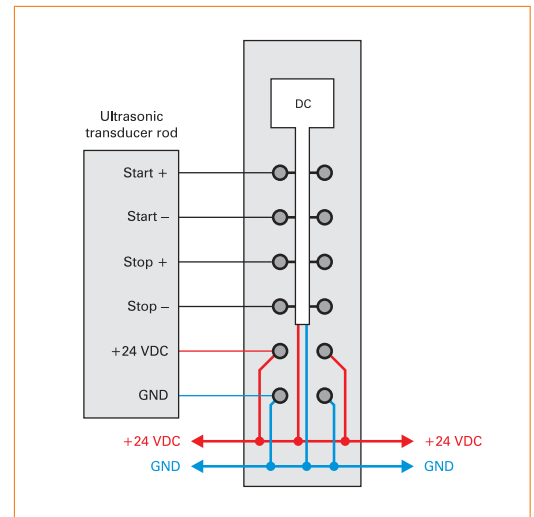 DC
Ultrasonic
transducer rod
Start +
Start –
Stop +
Stop –
+24 VDC
GND
+24 VDC
+24 VDC
GND
GND